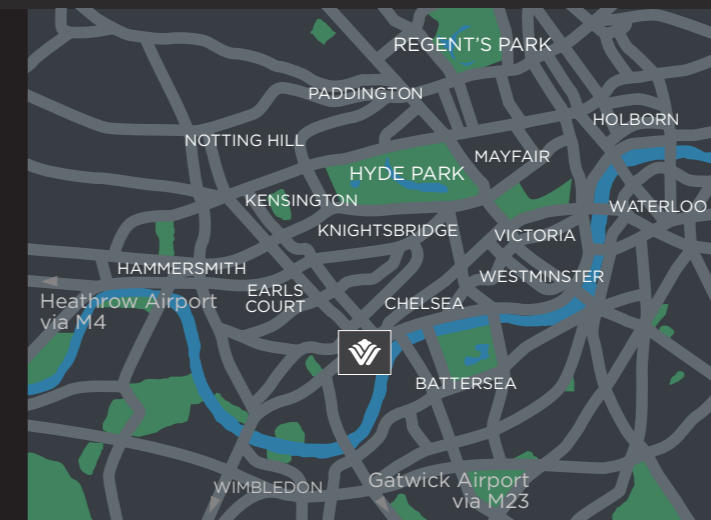 REGENT'S PARK
PADDINGTON
HOLBORN
NOTTING HILL
MAYFAIR
HYDE PARK
KENSINGTON
WATERLOO
KNIGHTSBRIDGE
VICTORIA
HAMMERSMITH
WESTMINSTER
EARLS
COURT
CHELSEA
Heathrow Airport
via M4
BATTERSEA
WIMBLEDON
Gatwick Airport
via M23